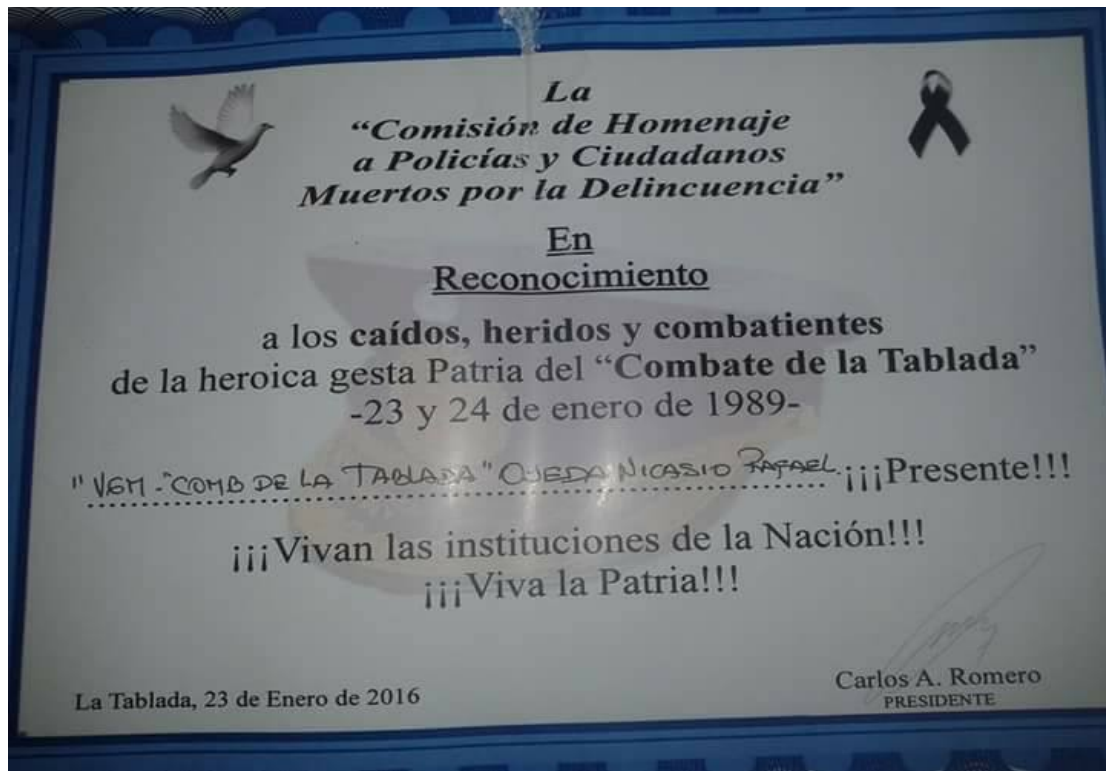 La
“Comisión de Homenaje
a Policías y Ciudadanos
Muertos por la Delincuencia”
En
Reconocimiento
a los caídos, heridos y combatientes
de la heroica gesta Patria del “Combate de la Tablada”
-23 y 24 de enero de 1989-
"VGM-"COMB DE LA TABLADA" OJEDA NICASIO RAFAEL. ¡¡¡Presente!!!
¡¡¡Vivan las instituciones de la Nación!!!
¡¡¡Viva la Patria!!!
La Tablada, 23 de Enero de 2016
Carlos A. Romero
PRESIDENTE